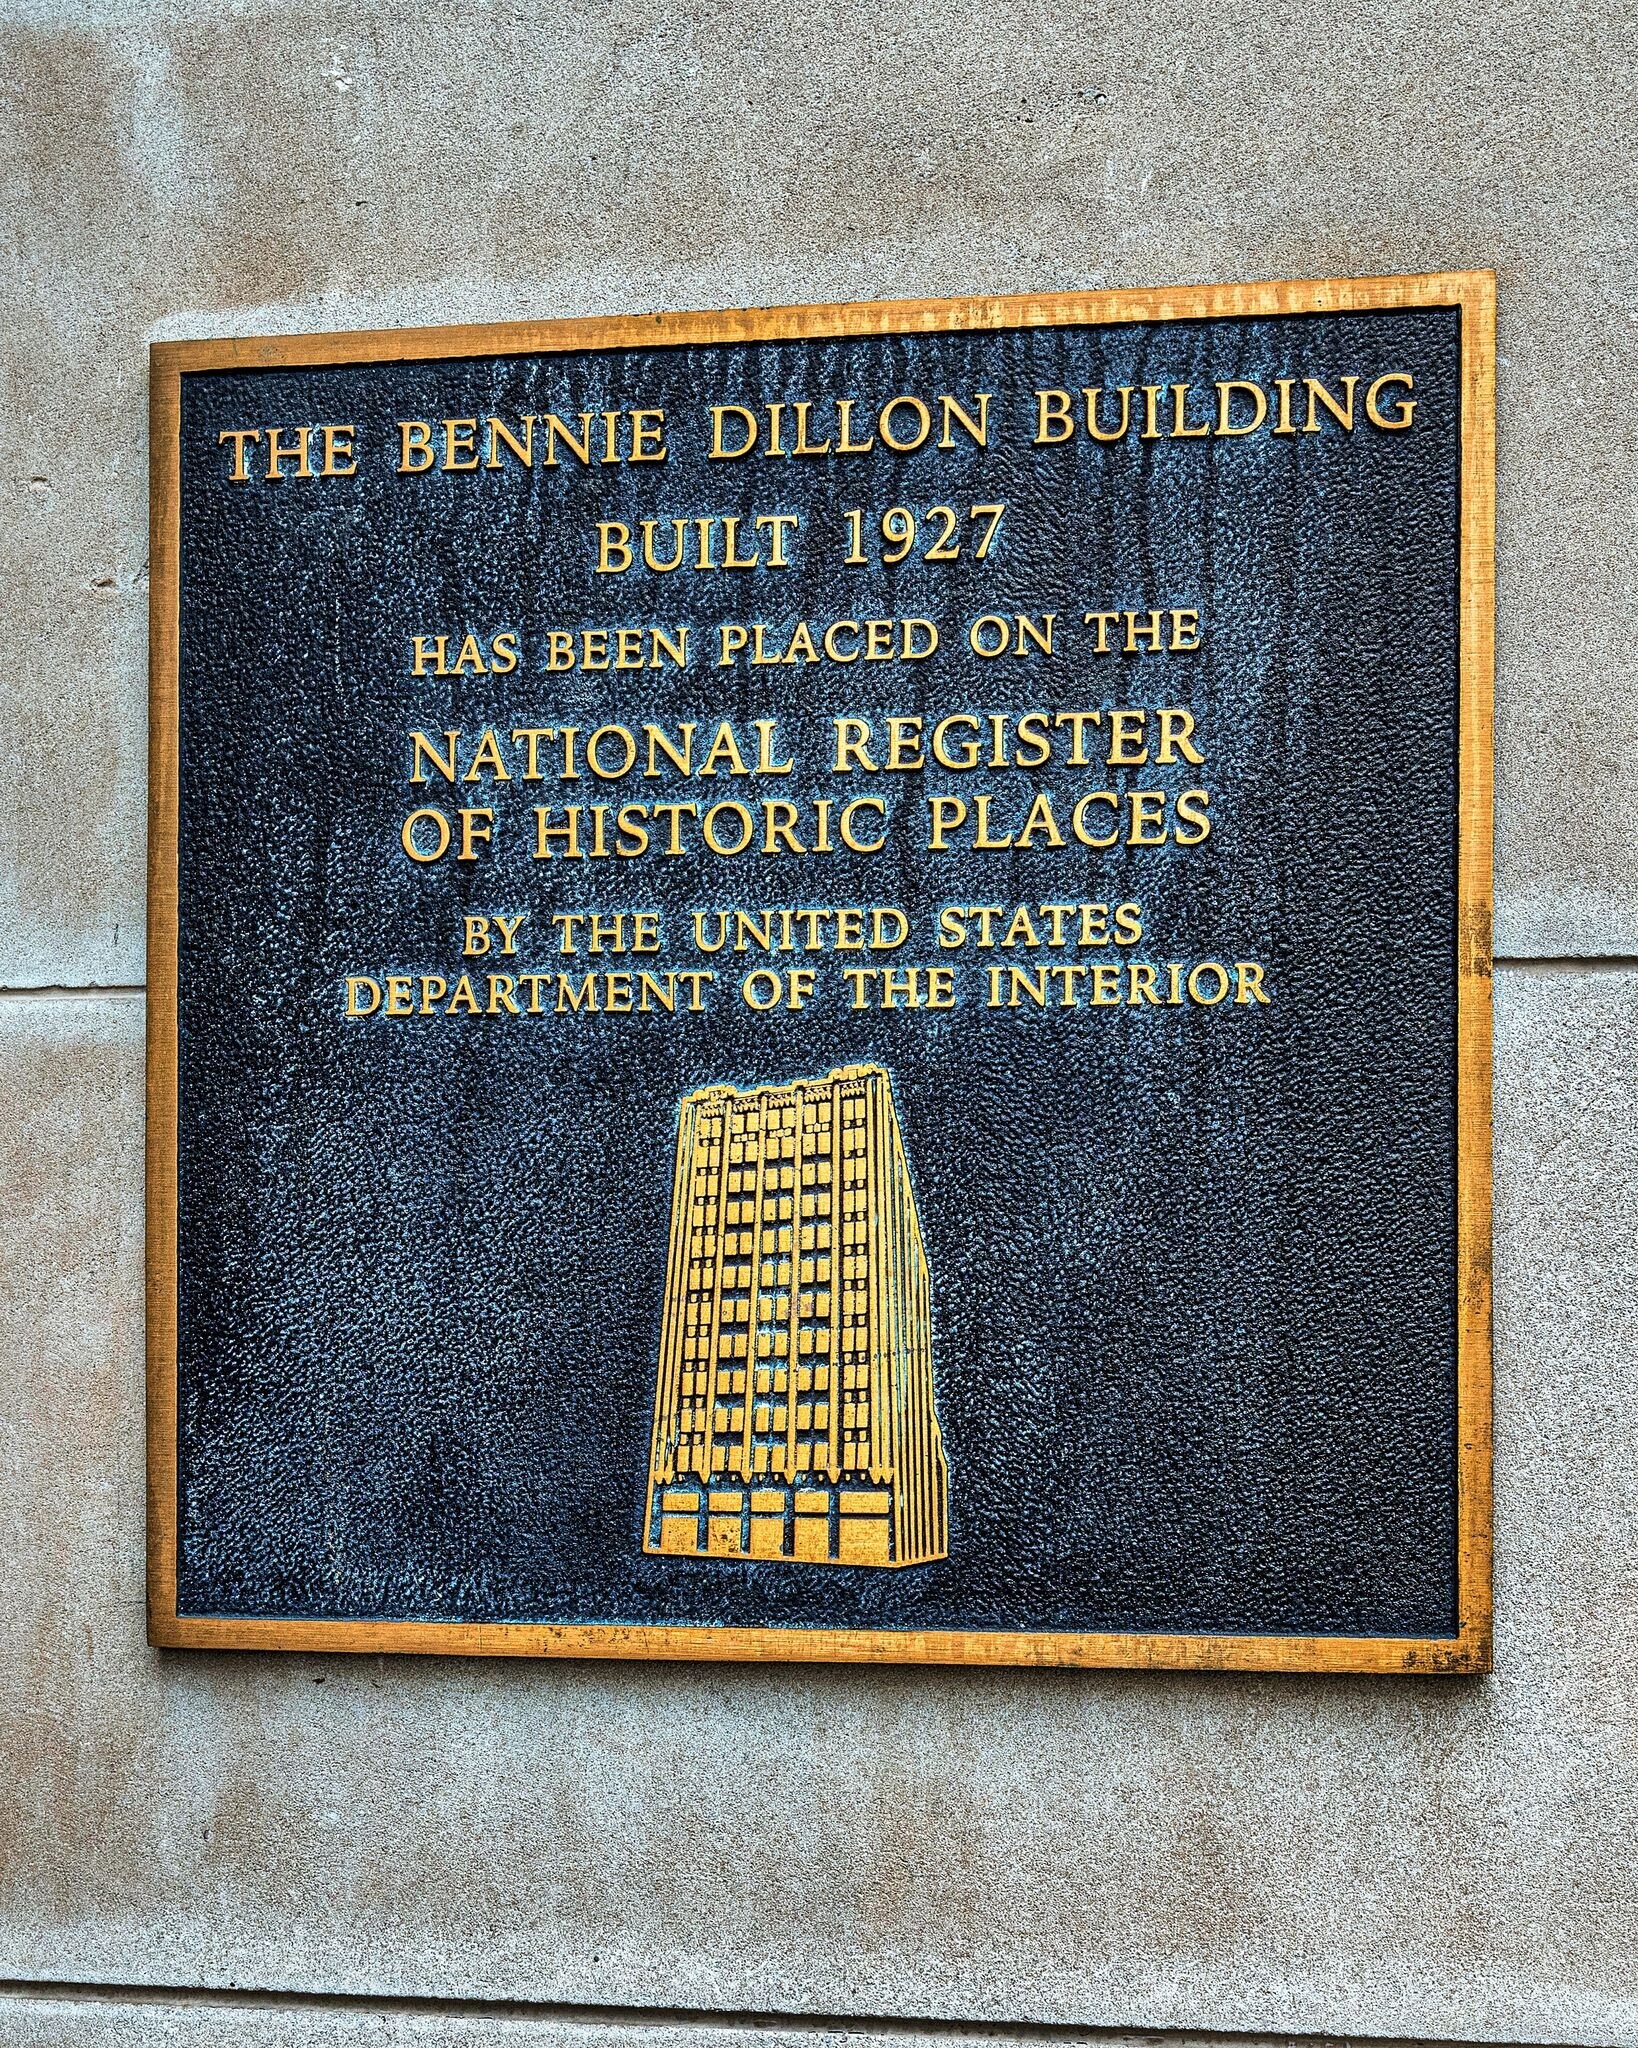 THE BENNIE DILLON BUILDING
BUILT 1927
HAS BEEN PLACED ON THE
NATIONAL REGISTER
OF HISTORIC PLACES
BY THE UNITED STATES
DEPARTMENT OF THE INTERIOR